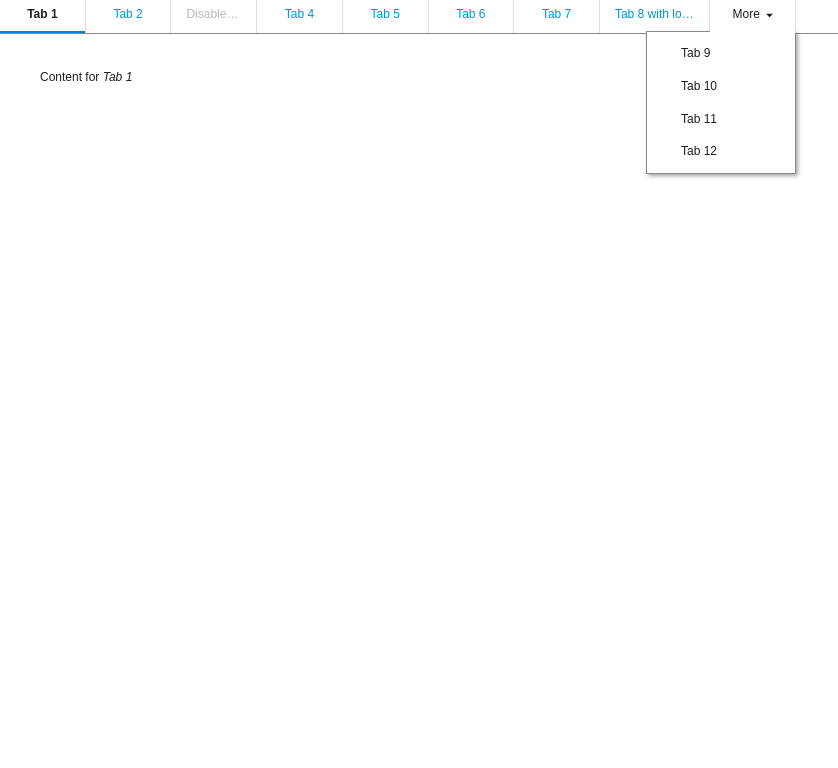 Tab 1 Tab 2 Disable… Tab 4 Tab 5 Tab 6 Tab 7 Tab 8 with lo… More
Content for Tab 1
Tab 9
Tab 10
Tab 11
Tab 12